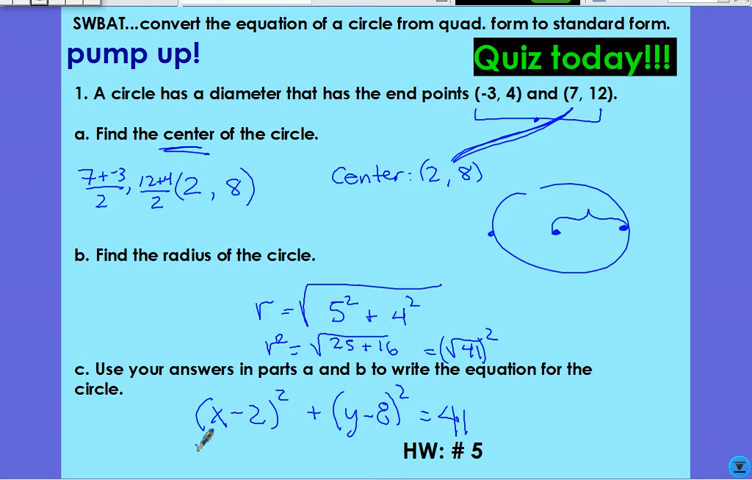 SWBAT...convert the equation of a circle from quad. form to standard form.
pump up!
Quiz today!!!
1. A circle has a diameter that has the end points (-3, 4) and (7, 12).
a. Find the center of the circle.
7+-3/2, 12+4/2 (2, 8)
Center: (2, 8)
b. Find the radius of the circle.
r = √5² + 4²
r² = √25+16 = (√41)²
c. Use your answers in parts a and b to write the equation for the
circle.
(x-2)² + (y-8)² = 41
HW: # 5